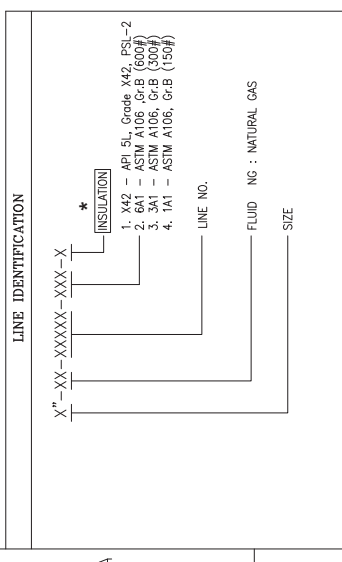 LINE IDENTIFICATION
X"-XX-XXXXX-XXX-X
*
INSULATION
1. X42 - API 5L, Grade X42, PSL-2
2. 6A1 - ASTM A106 ,Gr.B (600#)
3. 3A1 - ASTM A106, Gr.B (300#)
4. 1A1 - ASTM A106, Gr.B (150#)
LINE NO.
FLUID NG : NATURAL GAS
SIZE
A